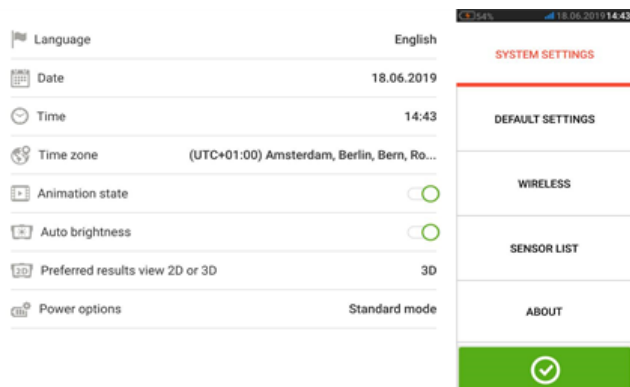 Language English
Date 18.06.2019
Time 14:43
Time zone (UTC+01:00) Amsterdam, Berlin, Bern, Ro...
Animation state
Auto brightness
2D Preferred results view 2D or 3D 3D
Power options Standard mode
54% 18.06.2019 14:43
SYSTEM SETTINGS
DEFAULT SETTINGS
WIRELESS
SENSOR LIST
ABOUT